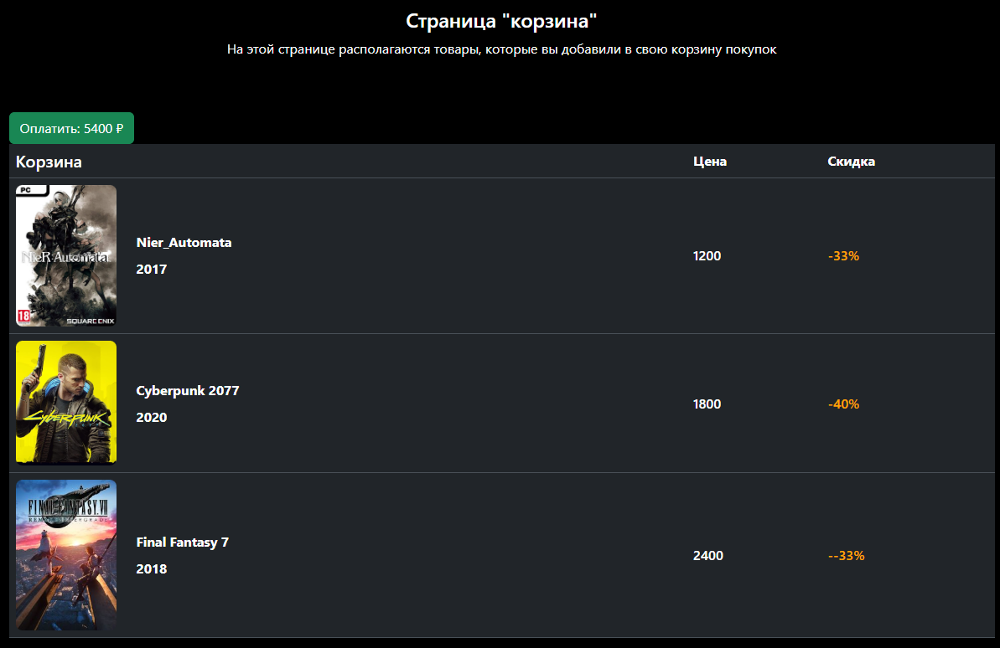 Страница "корзина"
На этой странице располагаются товары, которые вы добавили в свою корзину покупок
Оплатить: 5400 ₽
Корзина Цена Скидка
PC
NieR:Automata
18
SQUARE ENIX
Nier_Automata
2017
1200 -33%
CYBERPUNK
Cyberpunk 2077
2020
1800 -40%
FINAL FANTASY VII
REMAKE INTERGRADE
Final Fantasy 7
2018
2400 --33%